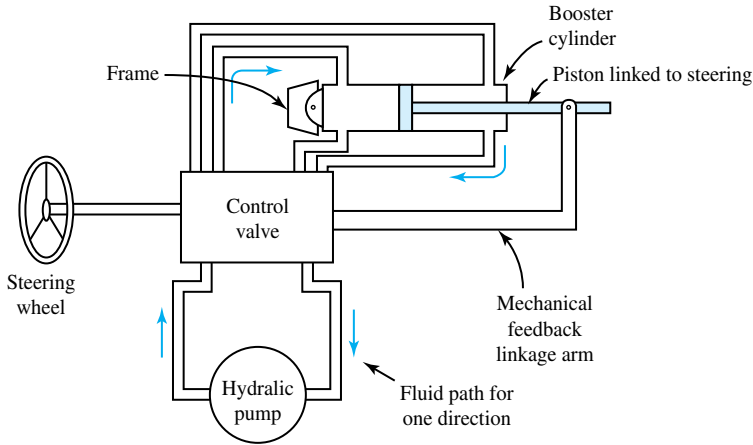 Booster
cylinder
Frame
Piston linked to steering
Control
valve
Steering
wheel
Mechanical
feedback
linkage arm
Hydralic
pump
Fluid path for
one direction